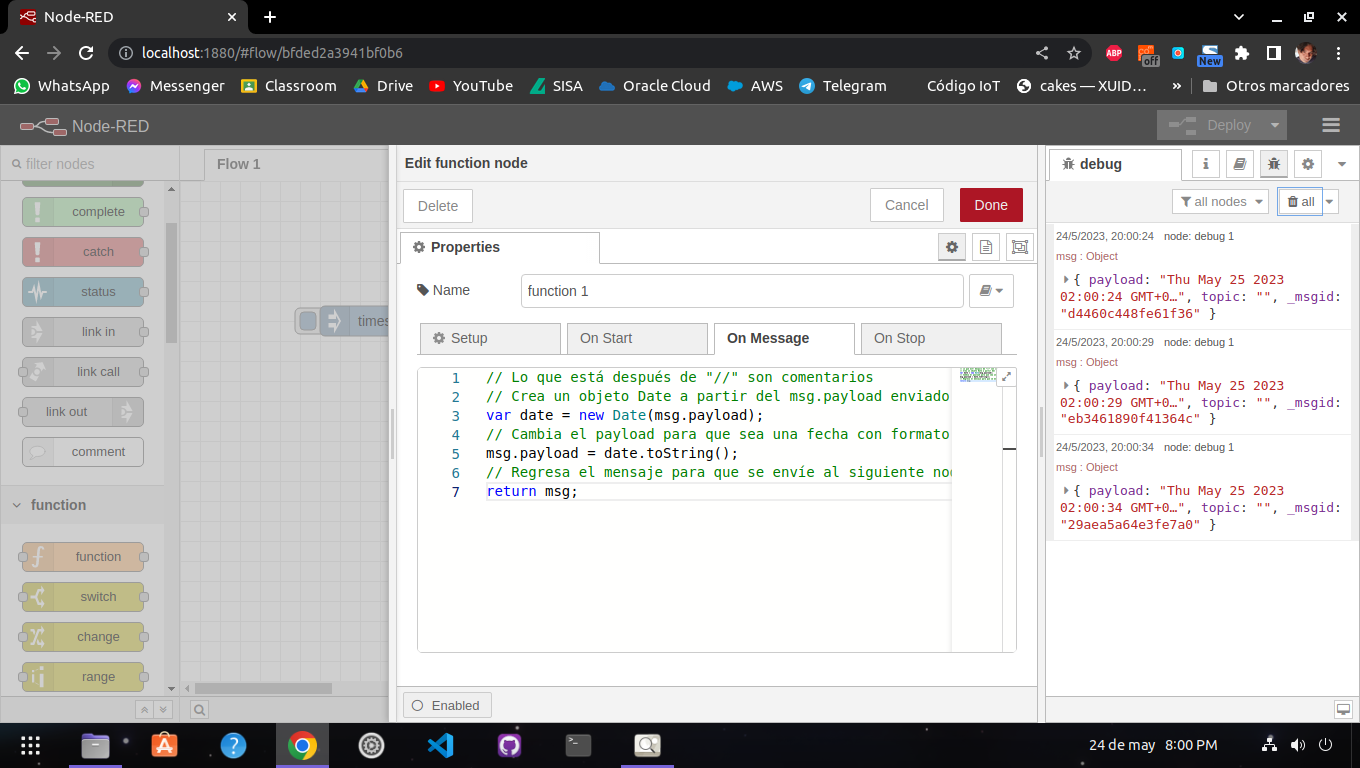 Node-RED
localhost:1880/#flow/bfded2a3941bf0b6
ABP
off
New
WhatsApp
Messenger
Classroom
Drive
YouTube
SISA
Oracle Cloud
AWS
Telegram
Código IoT
cakes — XUID…
»
Otros marcadores
Node-RED
Deploy
filter nodes
complete
catch
status
link in
link call
link out
comment
function
function
switch
change
range
Flow 1
times
Edit function node
Delete
Cancel
Done
Properties
Name
function 1
Setup
On Start
On Message
On Stop
1 // Lo que está después de "//" son comentarios
2 // Crea un objeto Date a partir del msg.payload enviado
3 var date = new Date(msg.payload);
4 // Cambia el payload para que sea una fecha con formato
5 msg.payload = date.toString();
6 // Regresa el mensaje para que se envíe al siguiente no
7 return msg;
Enabled
debug
all nodes
all
24/5/2023, 20:00:24 node: debug 1
msg : Object
{ payload: "Thu May 25 2023
02:00:24 GMT+0…", topic: "", _msgid:
"d4460c448fe61f36" }
24/5/2023, 20:00:29 node: debug 1
msg : Object
{ payload: "Thu May 25 2023
02:00:29 GMT+0…", topic: "", _msgid:
"eb3461890f41364c" }
24/5/2023, 20:00:34 node: debug 1
msg : Object
{ payload: "Thu May 25 2023
02:00:34 GMT+0…", topic: "", _msgid:
"29aea5a64e3fe7a0" }
24 de may 8:00 PM